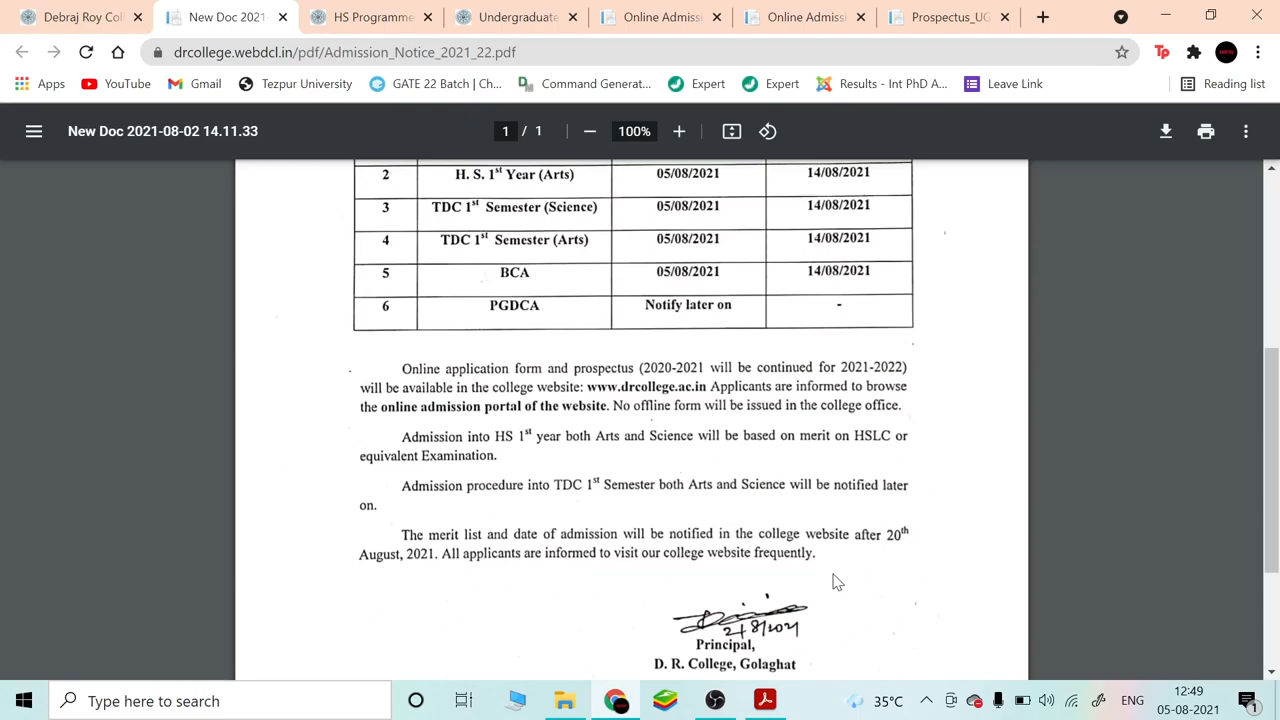 Debraj Roy Coll
New Doc 2021-
HS Programme
Undergraduate
Online Admissi
Online Admissi
Prospectus_UG
drcollege.webdcl.in/pdf/Admission_Notice_2021_22.pdf
Apps
YouTube
Gmail
Tezpur University
GATE 22 Batch | Ch...
Command Generat...
Expert
Expert
Results - Int PhD A...
Leave Link
Reading list
New Doc 2021-08-02 14.11.33
1 / 1
100%
2 H. S. 1st Year (Arts) 05/08/2021 14/08/2021
3 TDC 1st Semester (Science) 05/08/2021 14/08/2021
4 TDC 1st Semester (Arts) 05/08/2021 14/08/2021
5 BCA 05/08/2021 14/08/2021
6 PGDCA Notify later on -
Online application form and prospectus (2020-2021 will be continued for 2021-2022)
will be available in the college website: www.drcollege.ac.in Applicants are informed to browse
the online admission portal of the website. No offline form will be issued in the college office.
Admission into HS 1st year both Arts and Science will be based on merit on HSLC or
equivalent Examination.
Admission procedure into TDC 1st Semester both Arts and Science will be notified later
on.
The merit list and date of admission will be notified in the college website after 20th
August, 2021. All applicants are informed to visit our college website frequently.
2/8/2021
Principal,
D. R. College, Golaghat
Type here to search
35°C
ENG
12:49
05-08-2021
1